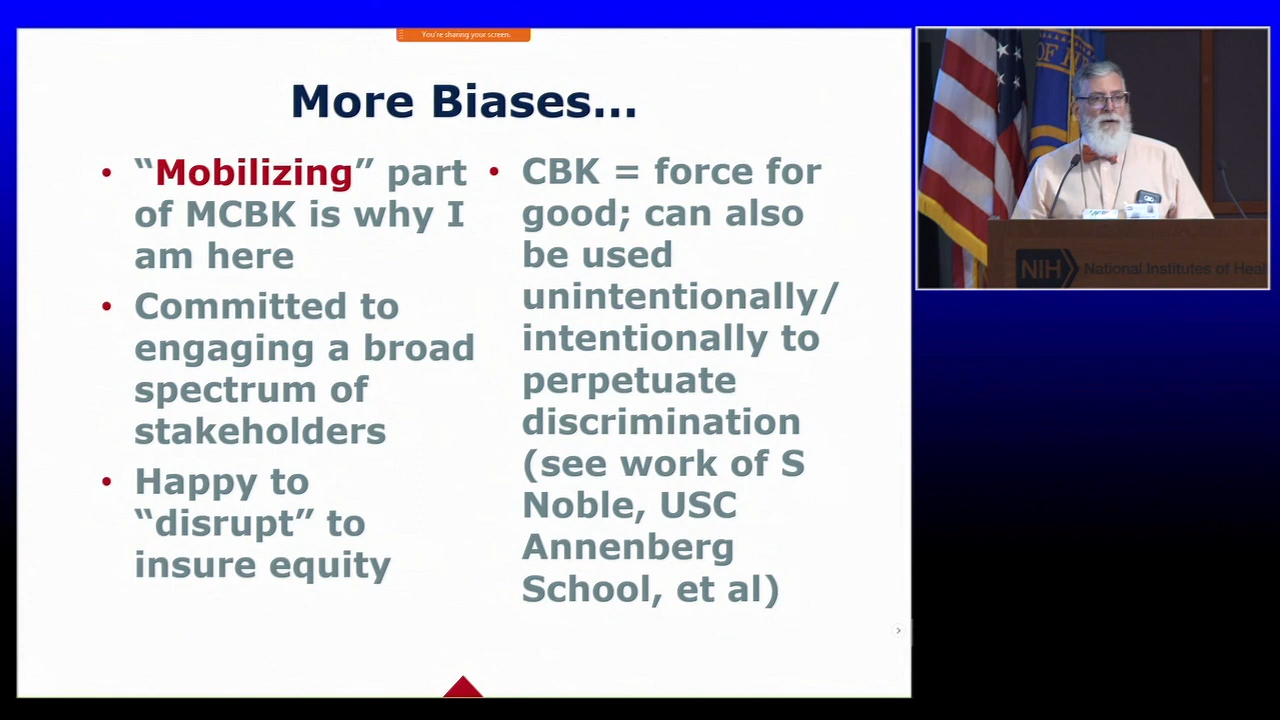 You're sharing your screen.
More Biases...
• “Mobilizing” part
of MCBK is why I
am here
• Committed to
engaging a broad
spectrum of
stakeholders
• Happy to
“disrupt” to
insure equity
• CBK = force for
good; can also
be used
unintentionally/
intentionally to
perpetuate
discrimination
(see work of S
Noble, USC
Annenberg
School, et al)
OF ME
NIH National Institutes of Heal